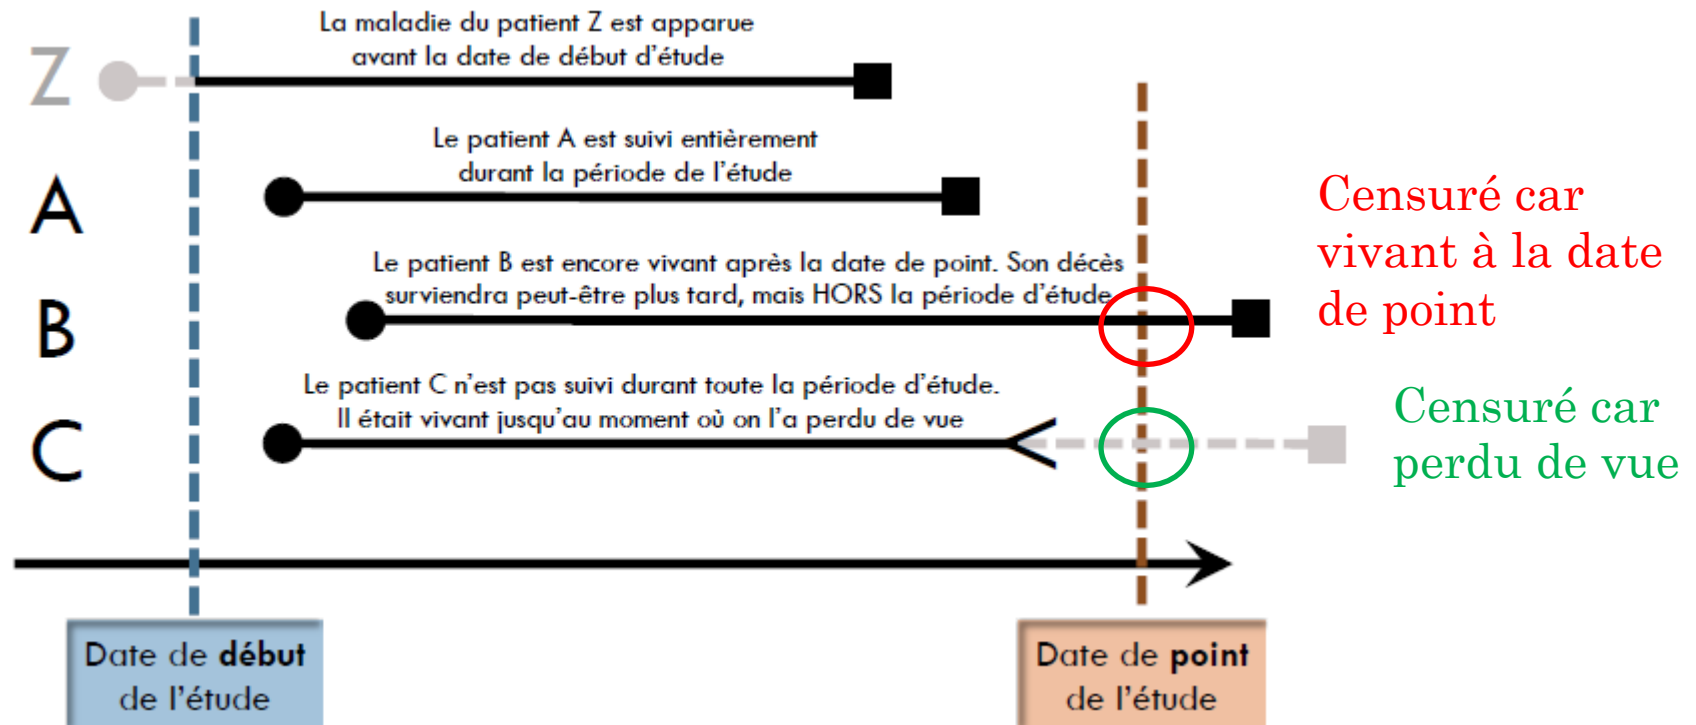 La maladie du patient Z est apparue
avant la date de début d'étude
Z
Le patient A est suivi entièrement
durant la période de l'étude
A
Censuré car
vivant à la date
de point
Le patient B est encore vivant après la date de point. Son décès
surviendra peut-être plus tard, mais HORS la période d'étude
B
Le patient C n'est pas suivi durant toute la période d'étude.
Il était vivant jusqu'au moment où on l'a perdu de vue
C
Censuré car
perdu de vue
Date de début
de l'étude
Date de point
de l'étude